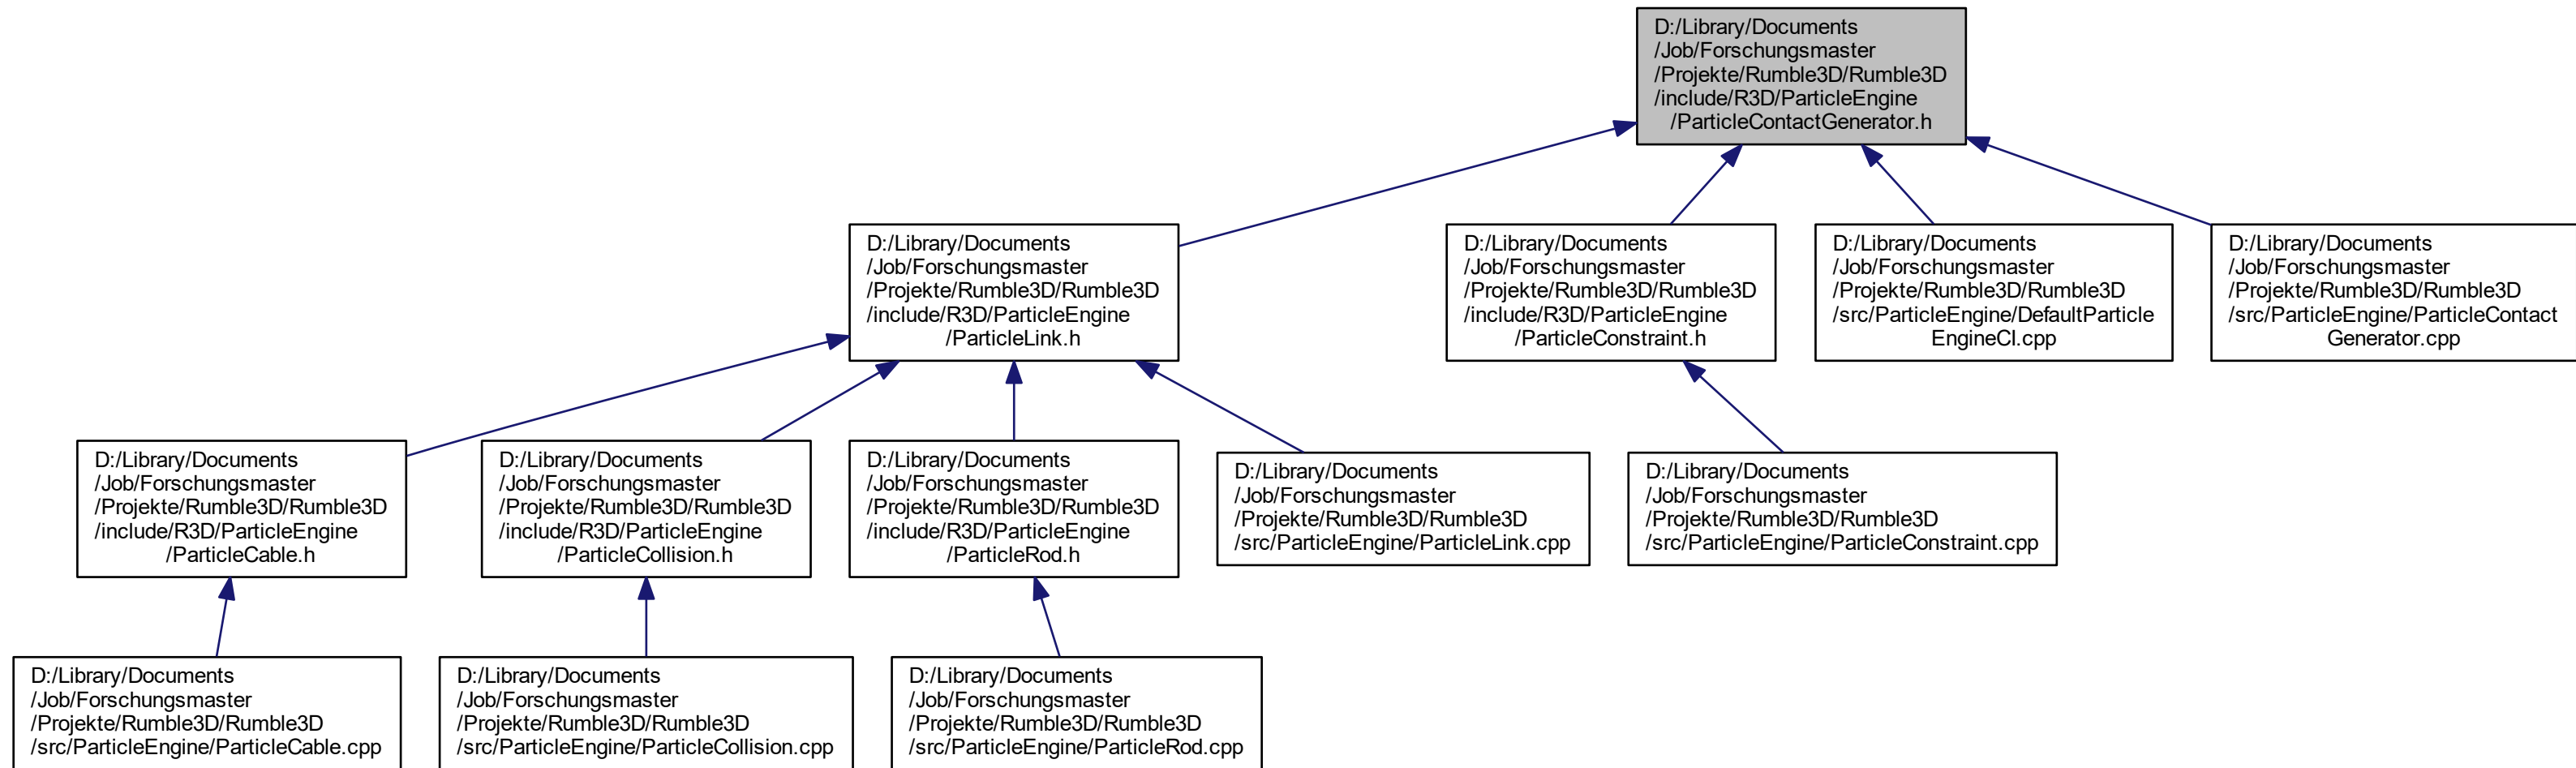 D:/Library/Documents
/Job/Forschungsmaster
/Projekte/Rumble3D/Rumble3D
/include/R3D/ParticleEngine
/ParticleContactGenerator.h
D:/Library/Documents
/Job/Forschungsmaster
/Projekte/Rumble3D/Rumble3D
/include/R3D/ParticleEngine
/ParticleLink.h
D:/Library/Documents
/Job/Forschungsmaster
/Projekte/Rumble3D/Rumble3D
/include/R3D/ParticleEngine
/ParticleConstraint.h
D:/Library/Documents
/Job/Forschungsmaster
/Projekte/Rumble3D/Rumble3D
/src/ParticleEngine/DefaultParticle
EngineCI.cpp
D:/Library/Documents
/Job/Forschungsmaster
/Projekte/Rumble3D/Rumble3D
/src/ParticleEngine/ParticleContact
Generator.cpp
D:/Library/Documents
/Job/Forschungsmaster
/Projekte/Rumble3D/Rumble3D
/include/R3D/ParticleEngine
/ParticleCable.h
D:/Library/Documents
/Job/Forschungsmaster
/Projekte/Rumble3D/Rumble3D
/include/R3D/ParticleEngine
/ParticleCollision.h
D:/Library/Documents
/Job/Forschungsmaster
/Projekte/Rumble3D/Rumble3D
/include/R3D/ParticleEngine
/ParticleRod.h
D:/Library/Documents
/Job/Forschungsmaster
/Projekte/Rumble3D/Rumble3D
/src/ParticleEngine/ParticleLink.cpp
D:/Library/Documents
/Job/Forschungsmaster
/Projekte/Rumble3D/Rumble3D
/src/ParticleEngine/ParticleConstraint.cpp
D:/Library/Documents
/Job/Forschungsmaster
/Projekte/Rumble3D/Rumble3D
/src/ParticleEngine/ParticleCable.cpp
D:/Library/Documents
/Job/Forschungsmaster
/Projekte/Rumble3D/Rumble3D
/src/ParticleEngine/ParticleCollision.cpp
D:/Library/Documents
/Job/Forschungsmaster
/Projekte/Rumble3D/Rumble3D
/src/ParticleEngine/ParticleRod.cpp